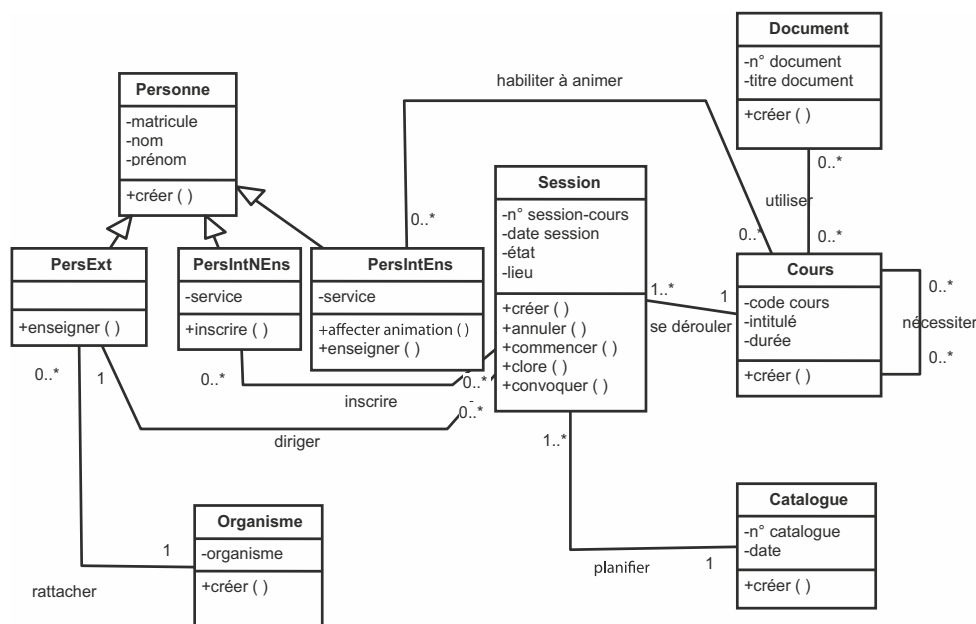 Document
-n° document
-titre document
+créer ( )
habiliter à animer
Personne
-matricule
-nom
-prénom
+créer ( )
0..*
utiliser
0..*
0..*
0..*
Session
-n° session-cours
-date session
-état
-lieu
+créer ( )
+annuler ( )
+commencer ( )
+clore ( )
+convoquer ( )
PersExt
+enseigner ( )
PersIntNEns
-service
+inscrire ( )
PersIntEns
-service
+affecter animation ( )
+enseigner ( )
Cours
-code cours
-intitulé
-durée
+créer ( )
1..*
1
se dérouler
0..*
nécessiter
0..*
0..*
1
0..*
0..*
-
0..*
inscrire
diriger
1..*
Organisme
-organisme
+créer ( )
1
rattacher
Catalogue
-n° catalogue
-date
+créer ( )
planifier
1